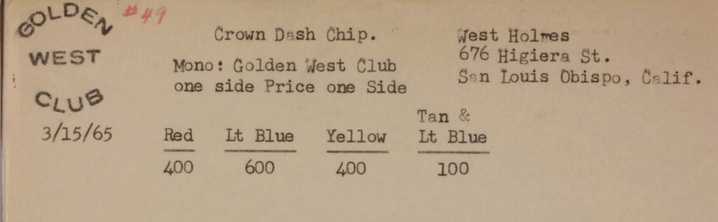 GOLDEN
WEST
CLUB
3/15/65
#49
Crown Dash Chip.
Mono: Golden West Club
one side Price one Side
West Holmes
676 Higiera St.
San Louis Obispo, Calif.
Red Lt Blue Yellow Tan & Lt Blue
400 600 400 100